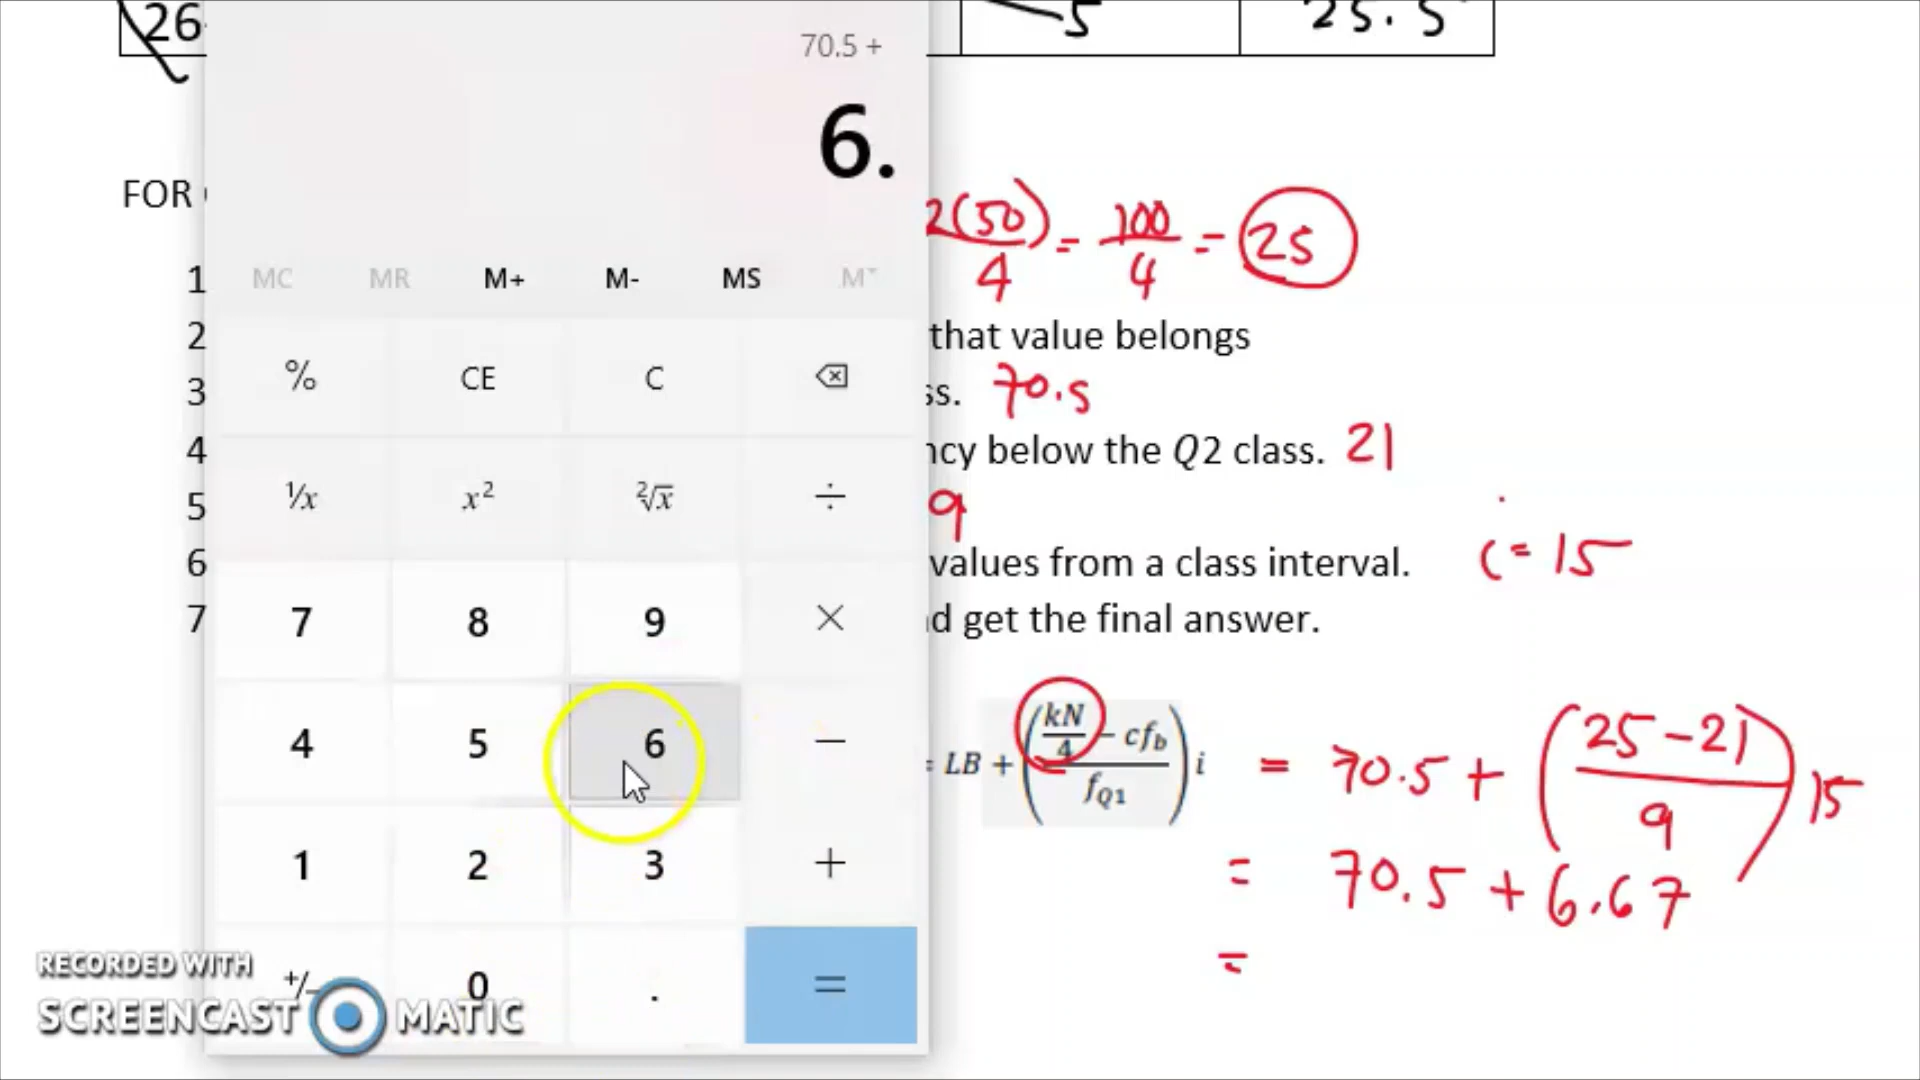 26
5
25.5
70.5 +
6.
FOR
2(50)/4 = 100/4 = 25
MC MR M+ M- MS M˅
1
2 that value belongs
3 ss. 70.5
4 ncy below the Q2 class. 21
5 9
6 values from a class interval. i = 15
7 d get the final answer.
% CE C
⅟x x² ²√x ÷
7 8 9 ×
4 5 6 −
1 2 3 +
+/- 0 . =
= LB + ((kN/4 − cfb)/fQ1) i = 70.5 + ((25-21)/9) 15
= 70.5 + 6.67
=
RECORDED WITH
SCREENCAST MATIC